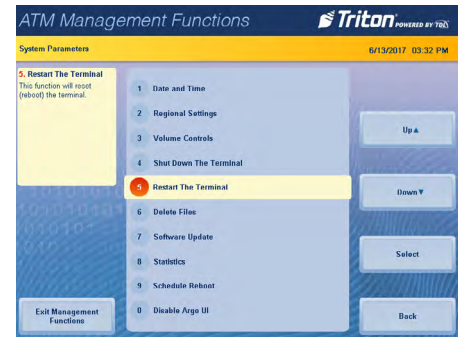 ATM Management Functions
Triton POWERED BY TDL
System Parameters
6/13/2017 03:32 PM
5. Restart The Terminal
This function will roost
(reboot) the terminal.
1 Date and Time
2 Regional Settings
3 Volume Controls
4 Shut Down The Terminal
5 Restart The Terminal
6 Delete Files
7 Software Update
8 Statistics
9 Schedule Reboot
0 Disable Argo UI
Up▲
Down▼
Select
Back
Exit Management
Functions